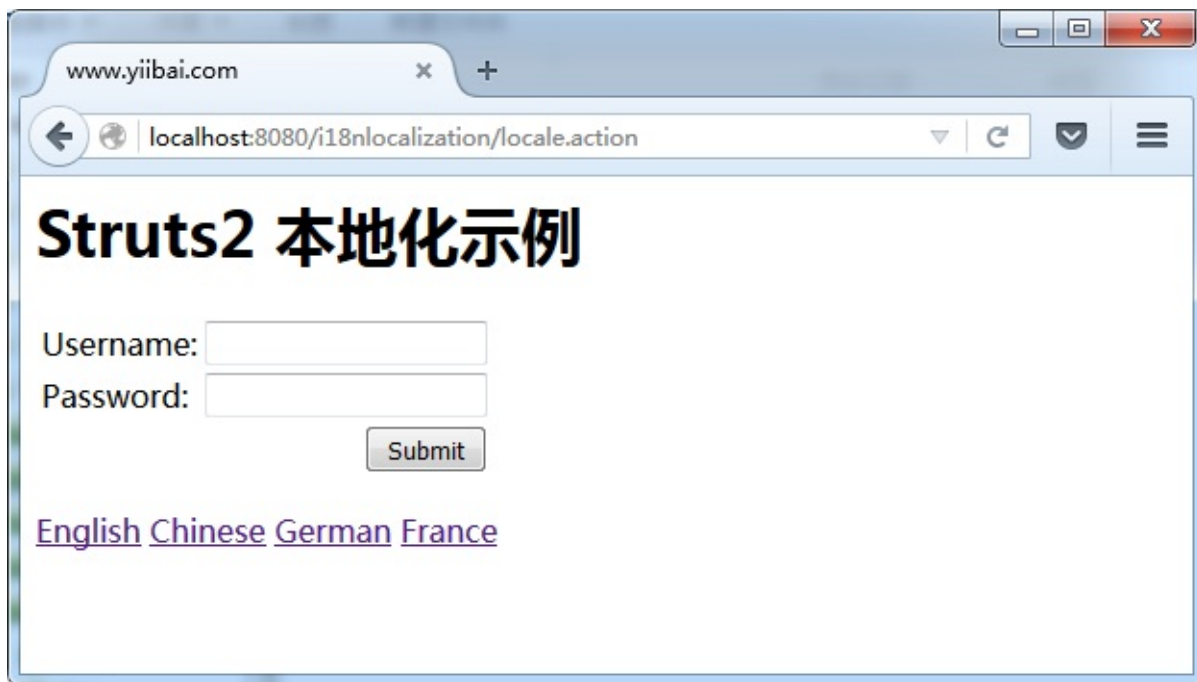 www.yiibai.com
localhost:8080/i18nlocalization/locale.action
Struts2 本地化示例
Username:
Password:
Submit
English Chinese German France